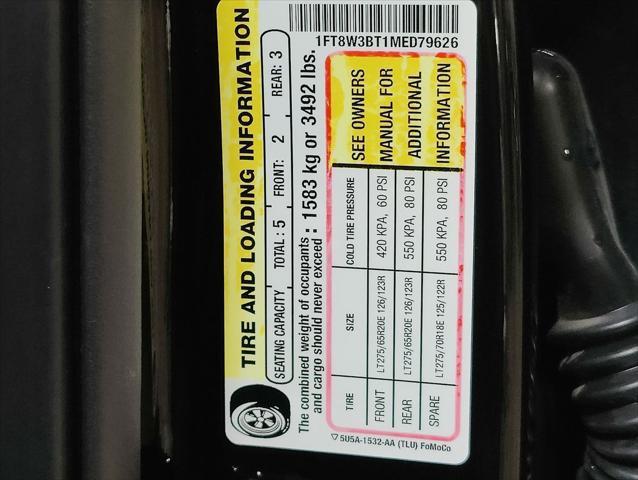 1FT8W3BT1MED79626
TIRE AND LOADING INFORMATION
SEATING CAPACITY TOTAL : 5 FRONT: 2 REAR: 3
The combined weight of occupants
and cargo should never exceed : 1583 kg or 3492 lbs.
TIRE SIZE COLD TIRE PRESSURE SEE OWNERS
FRONT LT275/65R20E 126/123R 420 KPA, 60 PSI MANUAL FOR
REAR LT275/65R20E 126/123R 550 KPA, 80 PSI ADDITIONAL
SPARE LT275/70R18E 125/122R 550 KPA, 80 PSI INFORMATION
▽ 5U5A-1532-AA (TLU) FoMoCo